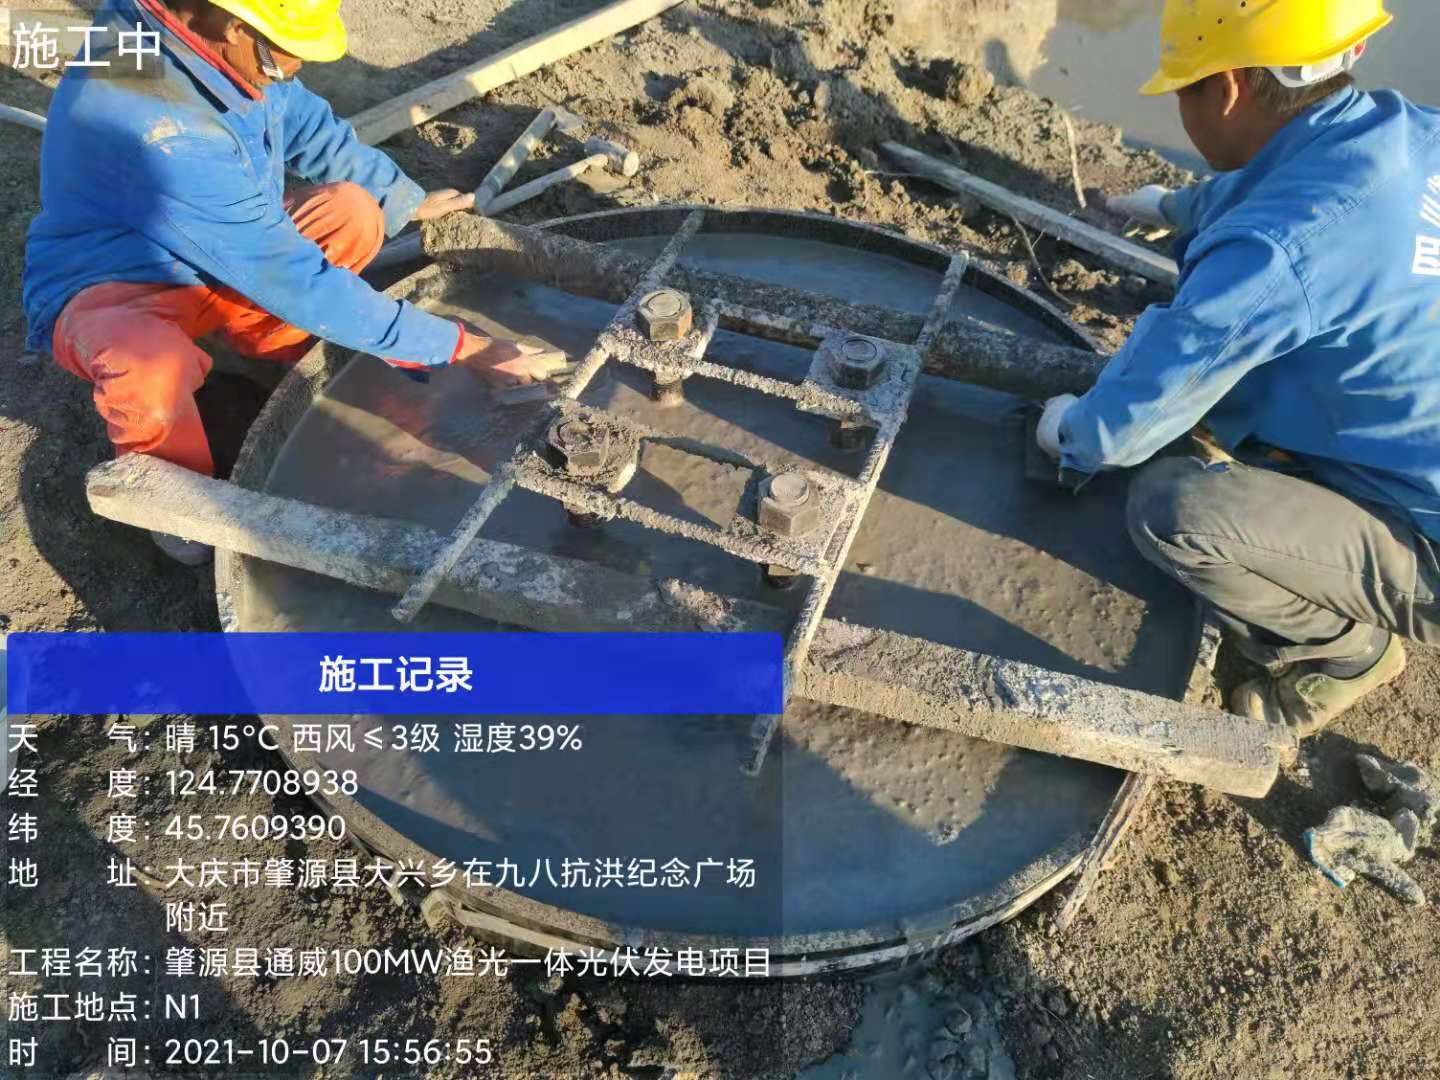 施工中
施工记录
天 气：晴 15℃ 西风≤3级 湿度39%
经 度：124.7708938
纬 度：45.7609390
地 址：大庆市肇源县大兴乡在九八抗洪纪念广场
附近
工程名称：肇源县通威100MW渔光一体光伏发电项目
施工地点：N1
时 间：2021-10-07 15:56:55